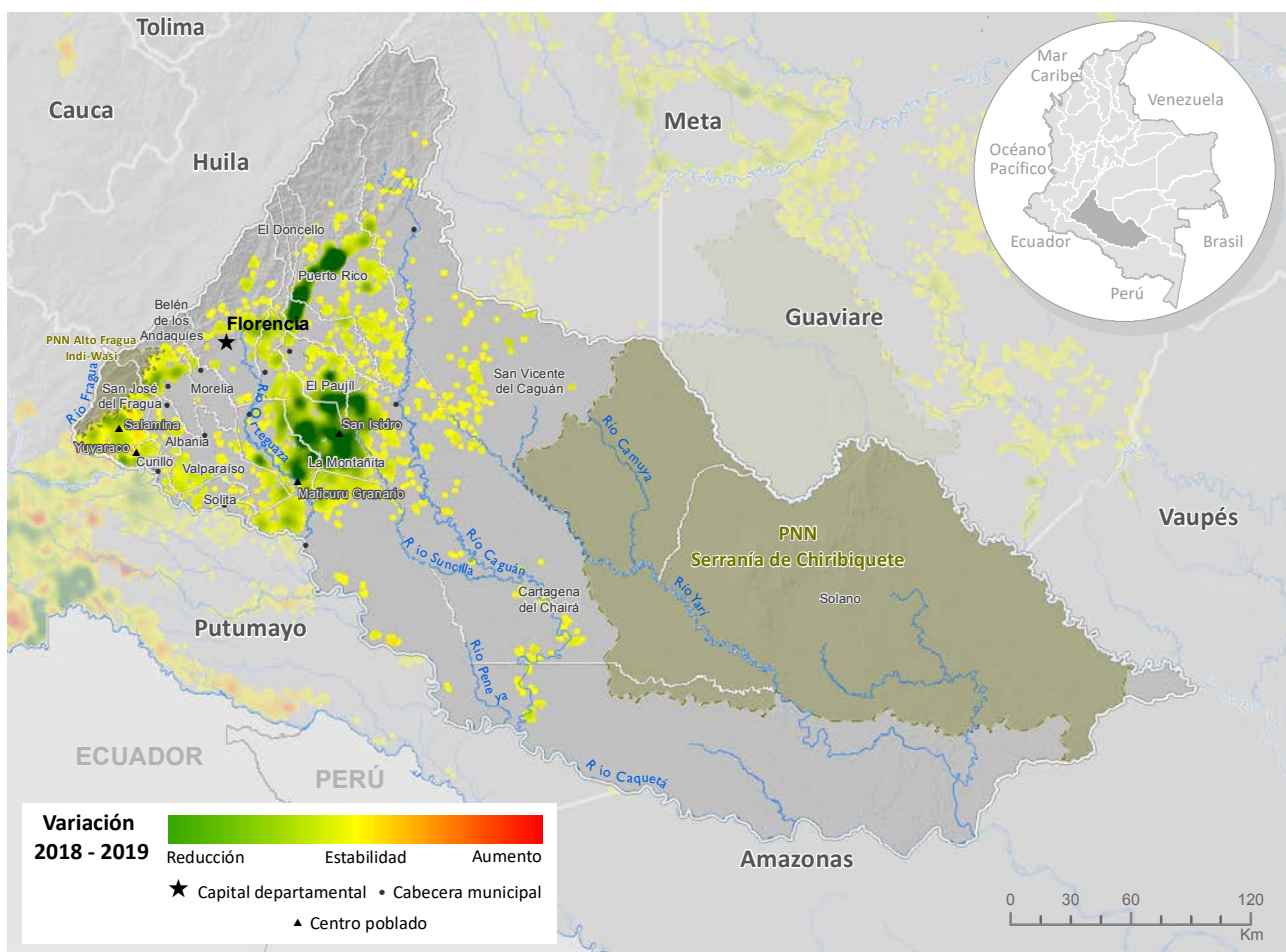 Tolima
Cauca
Huila
Meta
Mar
Caribe
Venezuela
Océano
Pacífico
Ecuador
Brasil
Perú
El Doncello
Puerto Rico
Belén
de los
Andaquíes
Florencia
Guaviare
PNN Alto Fragua
Indi-Wasi
Río Fragua
San José
del Fragua
Morelia
El Paujíl
San Vicente
del Caguán
Río Orteguaza
Río Camuya
Salamina
San Isidro
Albania
Yuyaraco
Curillo
Valparaíso
La Montañita
Solita
Maticuru Granario
Vaupés
PNN
Serranía de Chiribiquete
Río Caguán
Río Suncilla
Río Yarí
Solano
Cartagena
del Chairá
Putumayo
Río Pene Ya
ECUADOR
PERÚ
Río Caquetá
Amazonas
Variación
2018 - 2019
Reducción
Estabilidad
Aumento
Capital departamental
Cabecera municipal
Centro poblado
0 30 60 120
Km